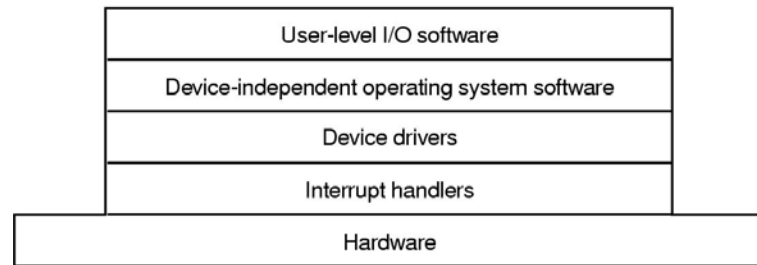 User-level I/O software
Device-independent operating system software
Device drivers
Interrupt handlers
Hardware